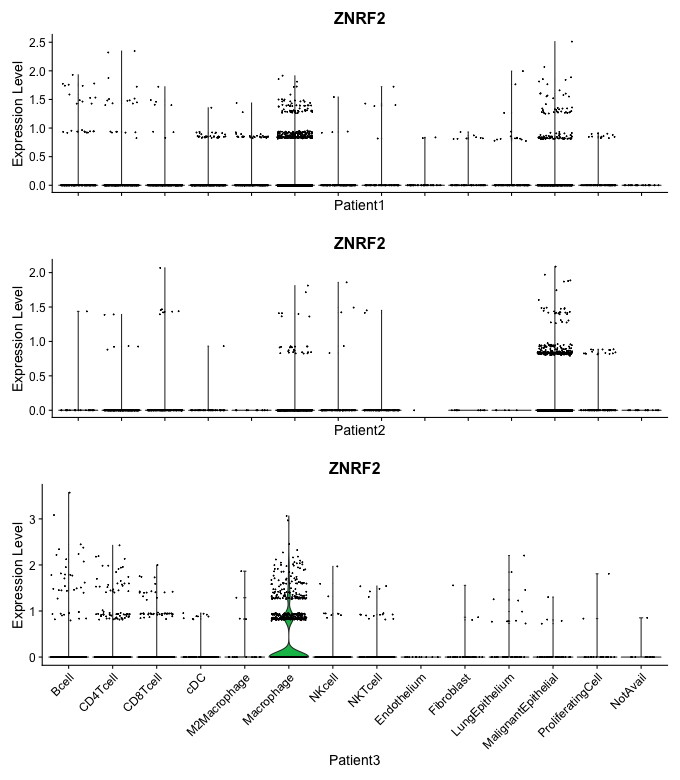 ZNRF2
Expression Level
2.5
2.0
1.5
1.0
0.5
0.0
Patient1
ZNRF2
Expression Level
2.0
1.5
1.0
0.5
0.0
Patient2
ZNRF2
Expression Level
3
2
1
0
Bcell
CD4Tcell
CD8Tcell
cDC
M2Macrophage
Macrophage
NKcell
NKTcell
Endothelium
Fibroblast
LungEpithelium
MalignantEpithelial
ProliferatingCell
NotAvail
Patient3